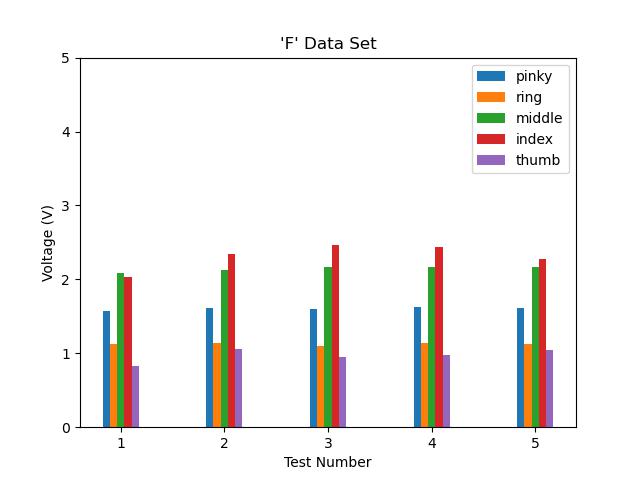 'F' Data Set
5
4
3
2
1
0
Voltage (V)
pinky
ring
middle
index
thumb
1 2 3 4 5
Test Number